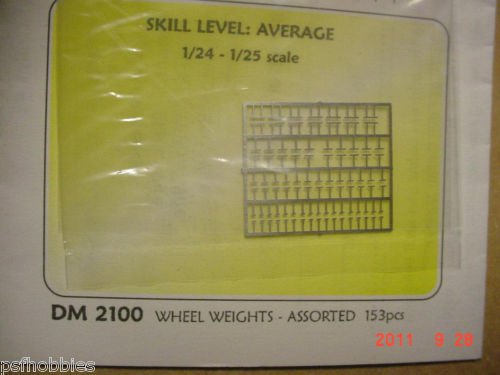 SKILL LEVEL: AVERAGE
1/24 - 1/25 scale
DM 2100 WHEEL WEIGHTS - ASSORTED 153pcs
2011 9 28
psfhobbies